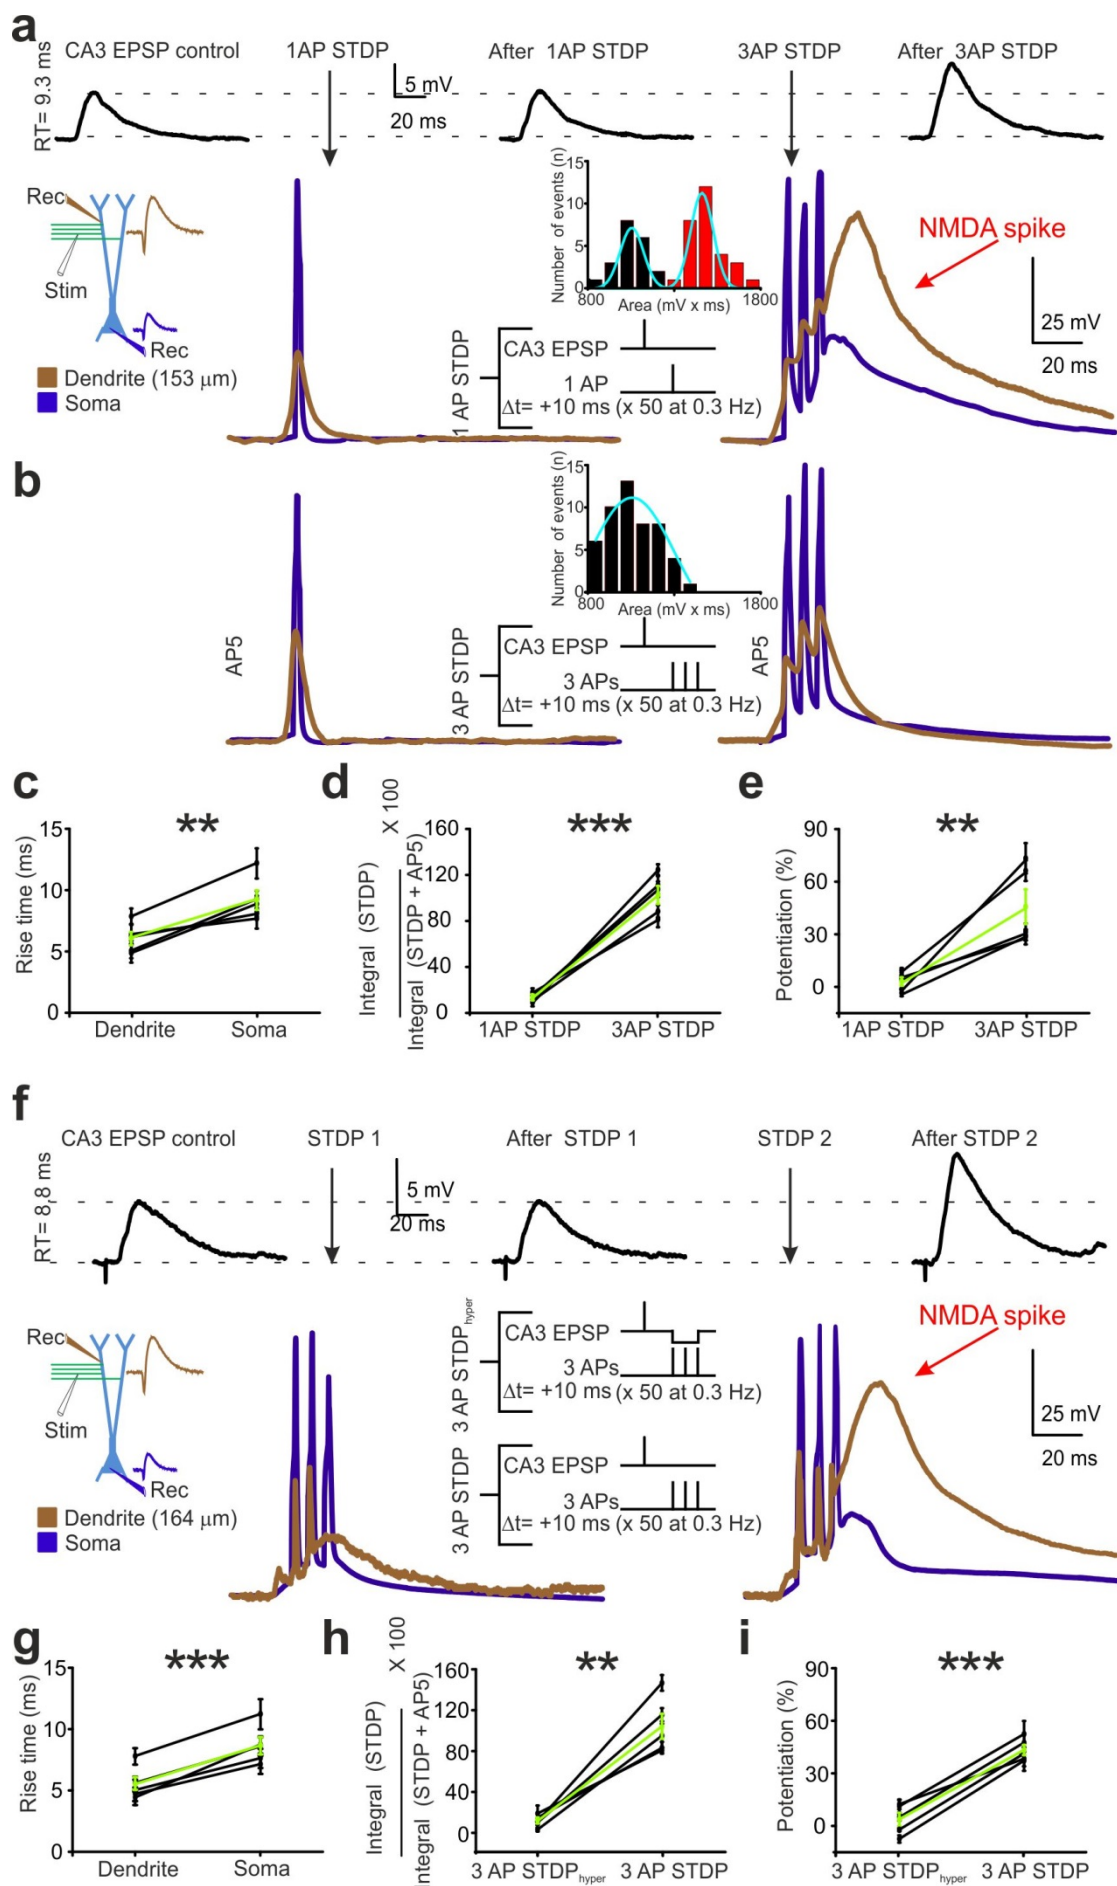 a
CA3 EPSP control
1AP STDP
After 1AP STDP
3AP STDP
After 3AP STDP
RT= 9.3 ms
5 mV
20 ms
Rec
Stim
Rec
Dendrite (153 μm)
Soma
Number of events (n)
15
10
5
0
800
1800
Area (mV x ms)
1 AP STDP
CA3 EPSP
1 AP
Δt= +10 ms (x 50 at 0.3 Hz)
NMDA spike
25 mV
20 ms
b
AP5
Number of events (n)
15
10
5
0
800
1800
Area (mV x ms)
3 AP STDP
CA3 EPSP
3 APs
Δt= +10 ms (x 50 at 0.3 Hz)
AP5
c
**
Rise time (ms)
15
10
5
0
Dendrite
Soma
d
***
Integral (STDP)
Integral (STDP + AP5)
X 100
160
120
80
40
0
1AP STDP
3AP STDP
e
**
Potentiation (%)
90
60
30
0
1AP STDP
3AP STDP
f
CA3 EPSP control
STDP 1
After STDP 1
STDP 2
After STDP 2
RT= 8.8 ms
5 mV
20 ms
Rec
Stim
Rec
Dendrite (164 μm)
Soma
3 AP STDPhyper
CA3 EPSP
3 APs
Δt= +10 ms (x 50 at 0.3 Hz)
3 AP STDP
CA3 EPSP
3 APs
Δt= +10 ms (x 50 at 0.3 Hz)
NMDA spike
25 mV
20 ms
g
***
Rise time (ms)
15
10
5
0
Dendrite
Soma
h
**
Integral (STDP)
Integral (STDP + AP5)
X 100
160
120
80
40
0
3 AP STDPhyper
3 AP STDP
i
***
Potentiation (%)
90
60
30
0
3 AP STDPhyper
3 AP STDP